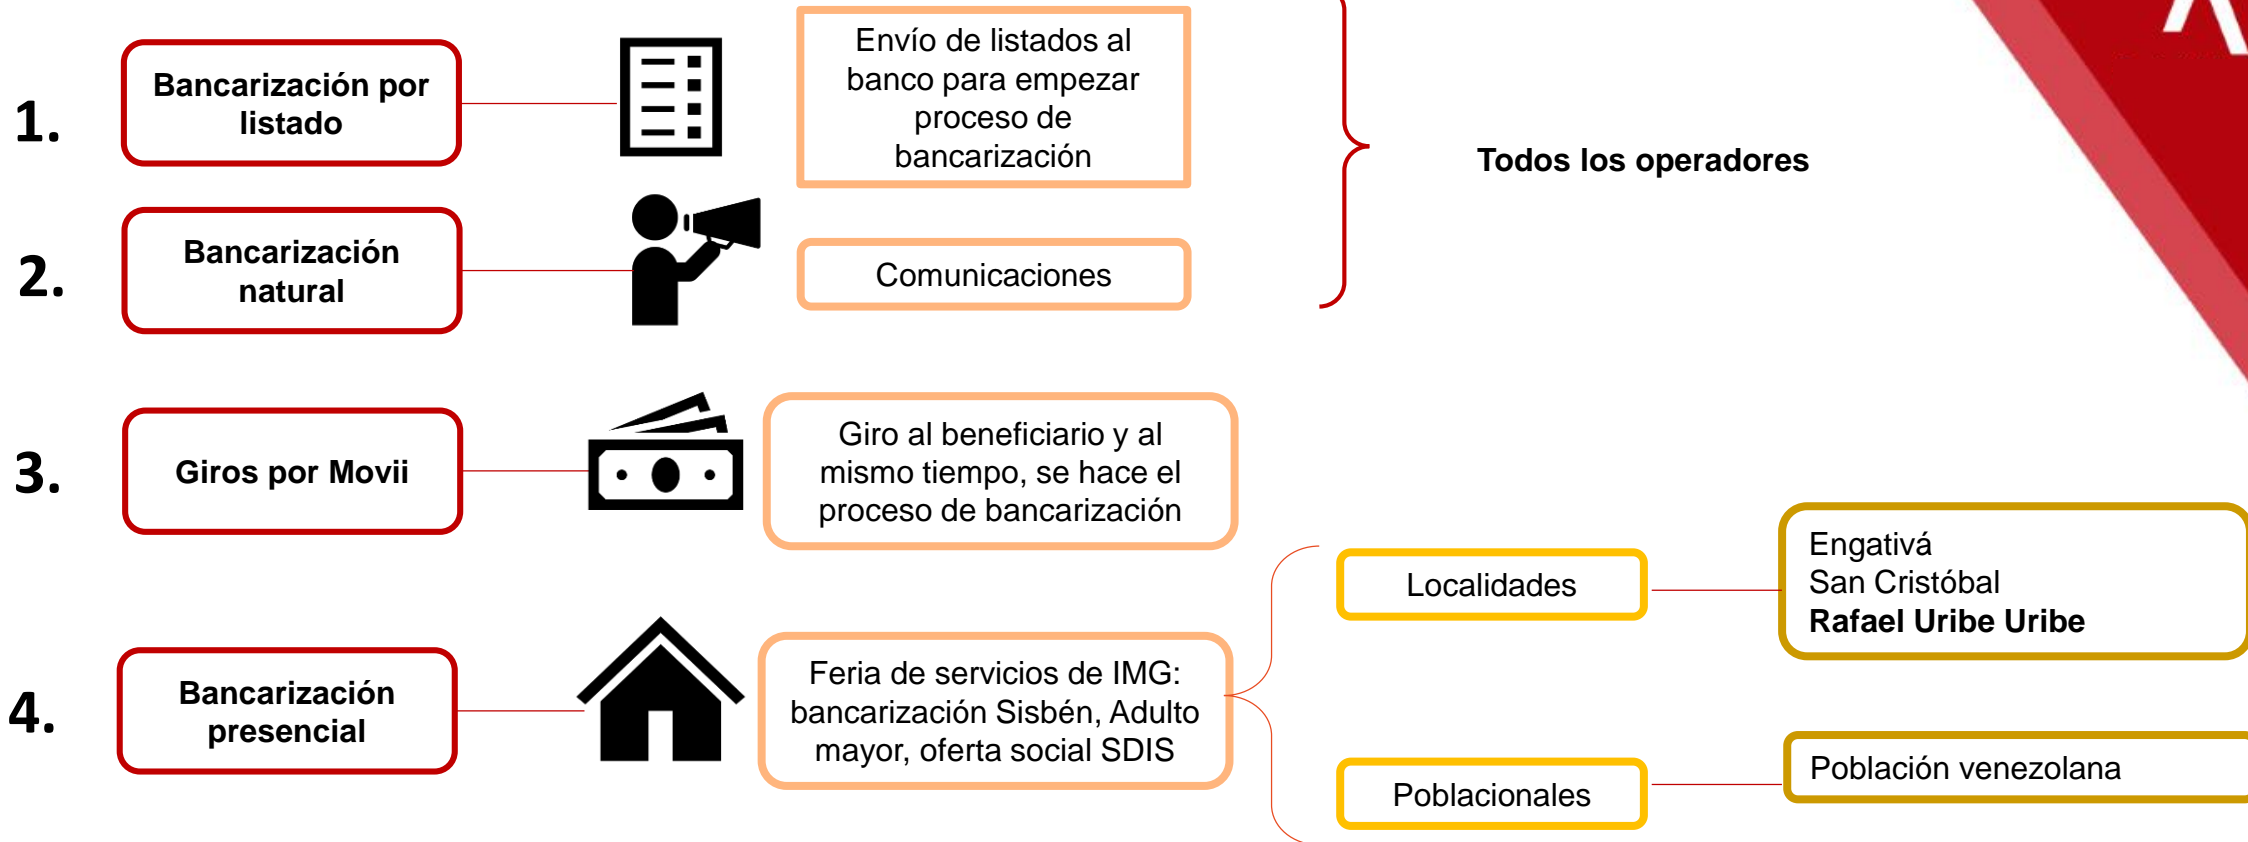 1.
Bancarización por
listado
Envío de listados al
banco para empezar
proceso de
bancarización
Todos los operadores
2.
Bancarización
natural
Comunicaciones
3.
Giros por Movii
Giro al beneficiario y al
mismo tiempo, se hace el
proceso de bancarización
4.
Bancarización
presencial
Feria de servicios de IMG:
bancarización Sisbén, Adulto
mayor, oferta social SDIS
Localidades
Engativá
San Cristóbal
Rafael Uribe Uribe
Poblacionales
Población venezolana